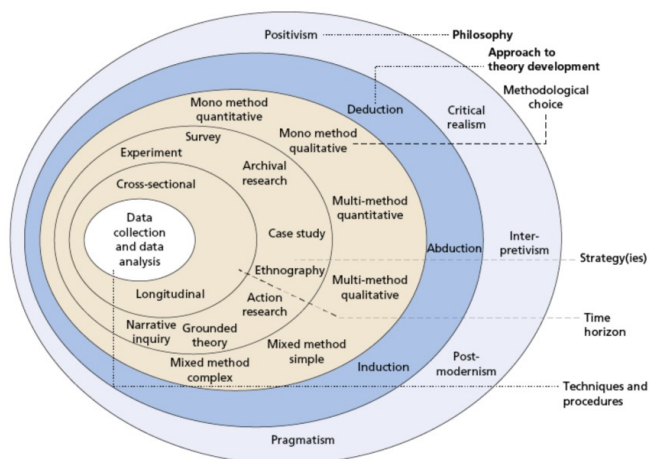 Positivism
Philosophy
Approach to
theory development
Methodological
choice
Mono method
quantitative
Deduction
Critical
realism
Survey
Mono method
qualitative
Experiment
Archival
research
Cross-sectional
Multi-method
quantitative
Data
collection
and data
analysis
Case study
Abduction
Inter-
pretivism
Strategy(ies)
Ethnography
Multi-method
qualitative
Longitudinal
Action
research
Time
horizon
Narrative
inquiry
Grounded
theory
Mixed method
simple
Mixed method
complex
Induction
Post-
modernism
Techniques and
procedures
Pragmatism